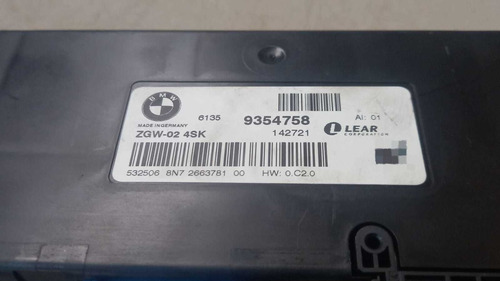 BMW
MADE IN GERMANY
6135 9354758 AI: 01
ZGW-02 4SK 142721 LEAR
CORPORATION
532506 8N7 2663781 00 HW: 0.C2.0